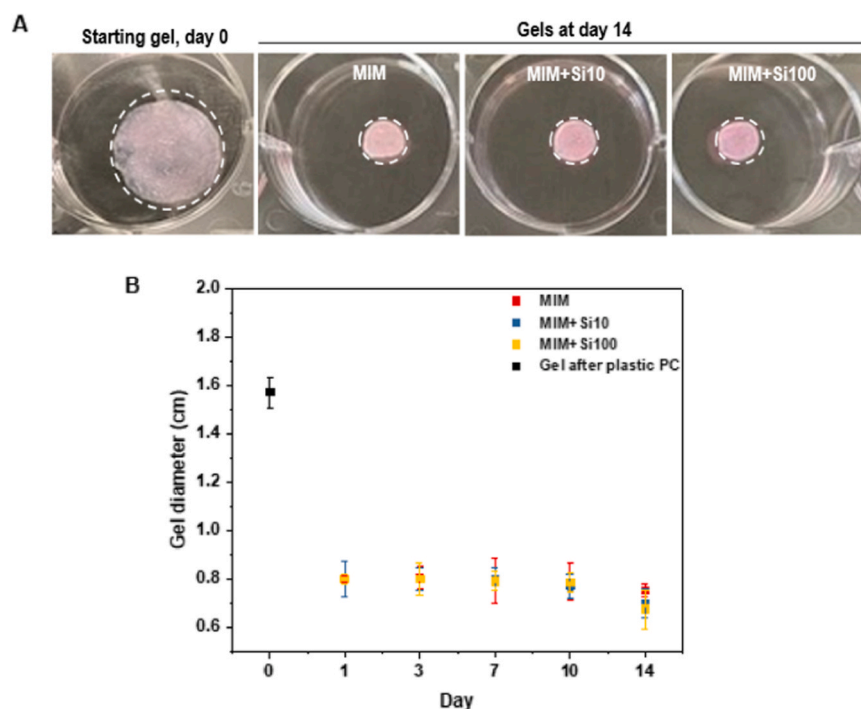 A
Starting gel, day 0
Gels at day 14
MIM
MIM+Si10
MIM+Si100
B
2.0
1.8
1.6
1.4
1.2
1.0
0.8
0.6
Gel diameter (cm)
MIM
MIM+Si10
MIM+Si100
Gel after plastic PC
0 1 3 7 10 14
Day